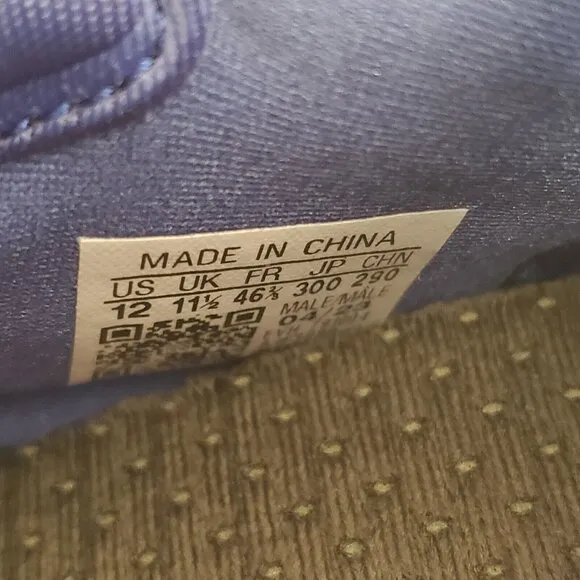 MADE IN CHINA
US UK FR JP CHN
12 11½ 46⅔ 300 290
MALE/MALE